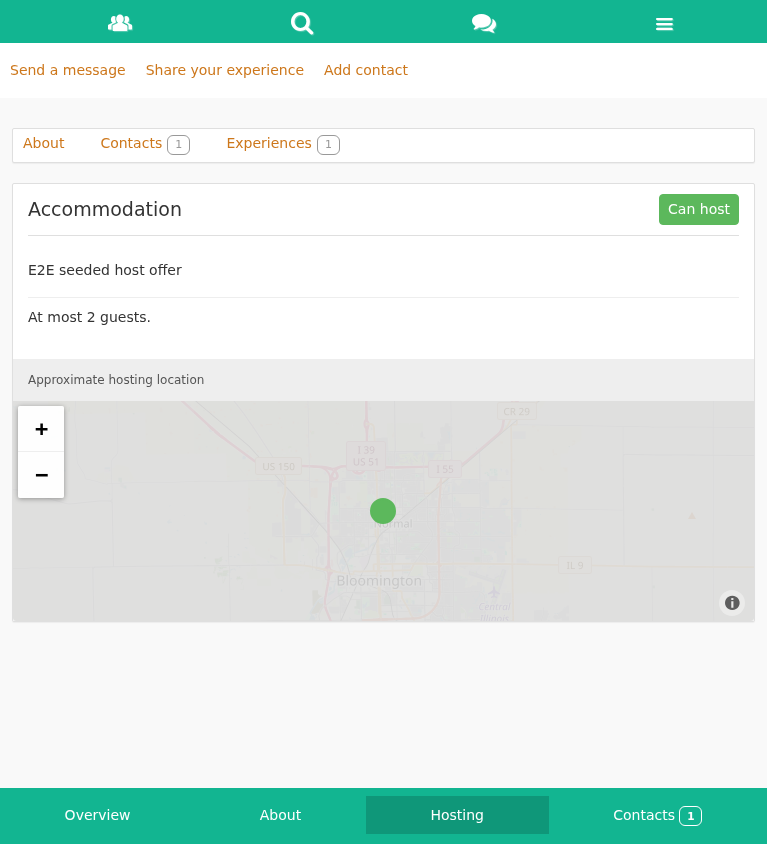 Send a message Share your experience Add contact
About Contacts 1 Experiences 1
Accommodation Can host
E2E seeded host offer
At most 2 guests.
Approximate hosting location
+
−
CR 29
I 39
US 51
US 150
I 55
Normal
IL 9
Bloomington
Central
Overview About Hosting Contacts 1